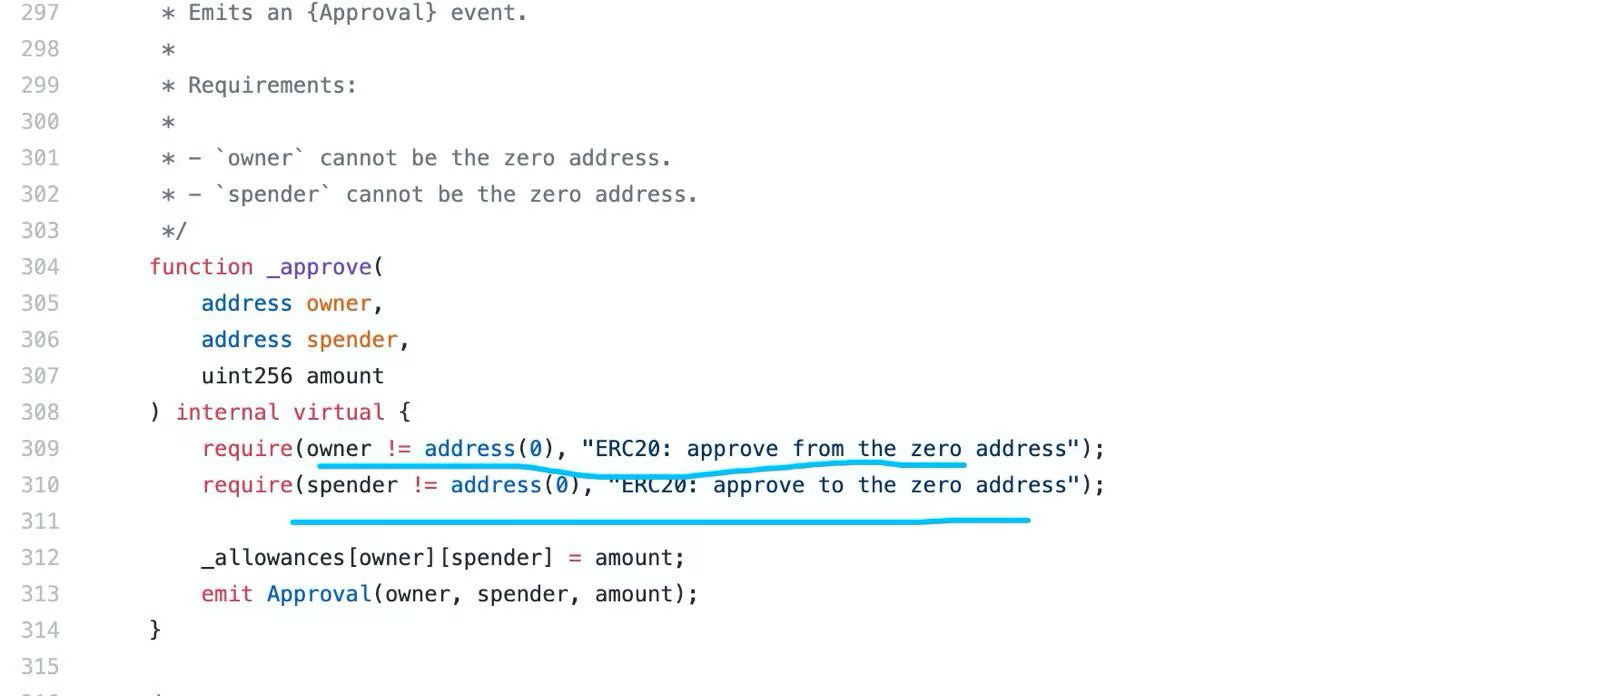 297 * Emits an {Approval} event.
298 *
299 * Requirements:
300 *
301 * - `owner` cannot be the zero address.
302 * - `spender` cannot be the zero address.
303 */
304 function _approve(
305 address owner,
306 address spender,
307 uint256 amount
308 ) internal virtual {
309 require(owner != address(0), "ERC20: approve from the zero address");
310 require(spender != address(0), "ERC20: approve to the zero address");
311
312 _allowances[owner][spender] = amount;
313 emit Approval(owner, spender, amount);
314 }
315